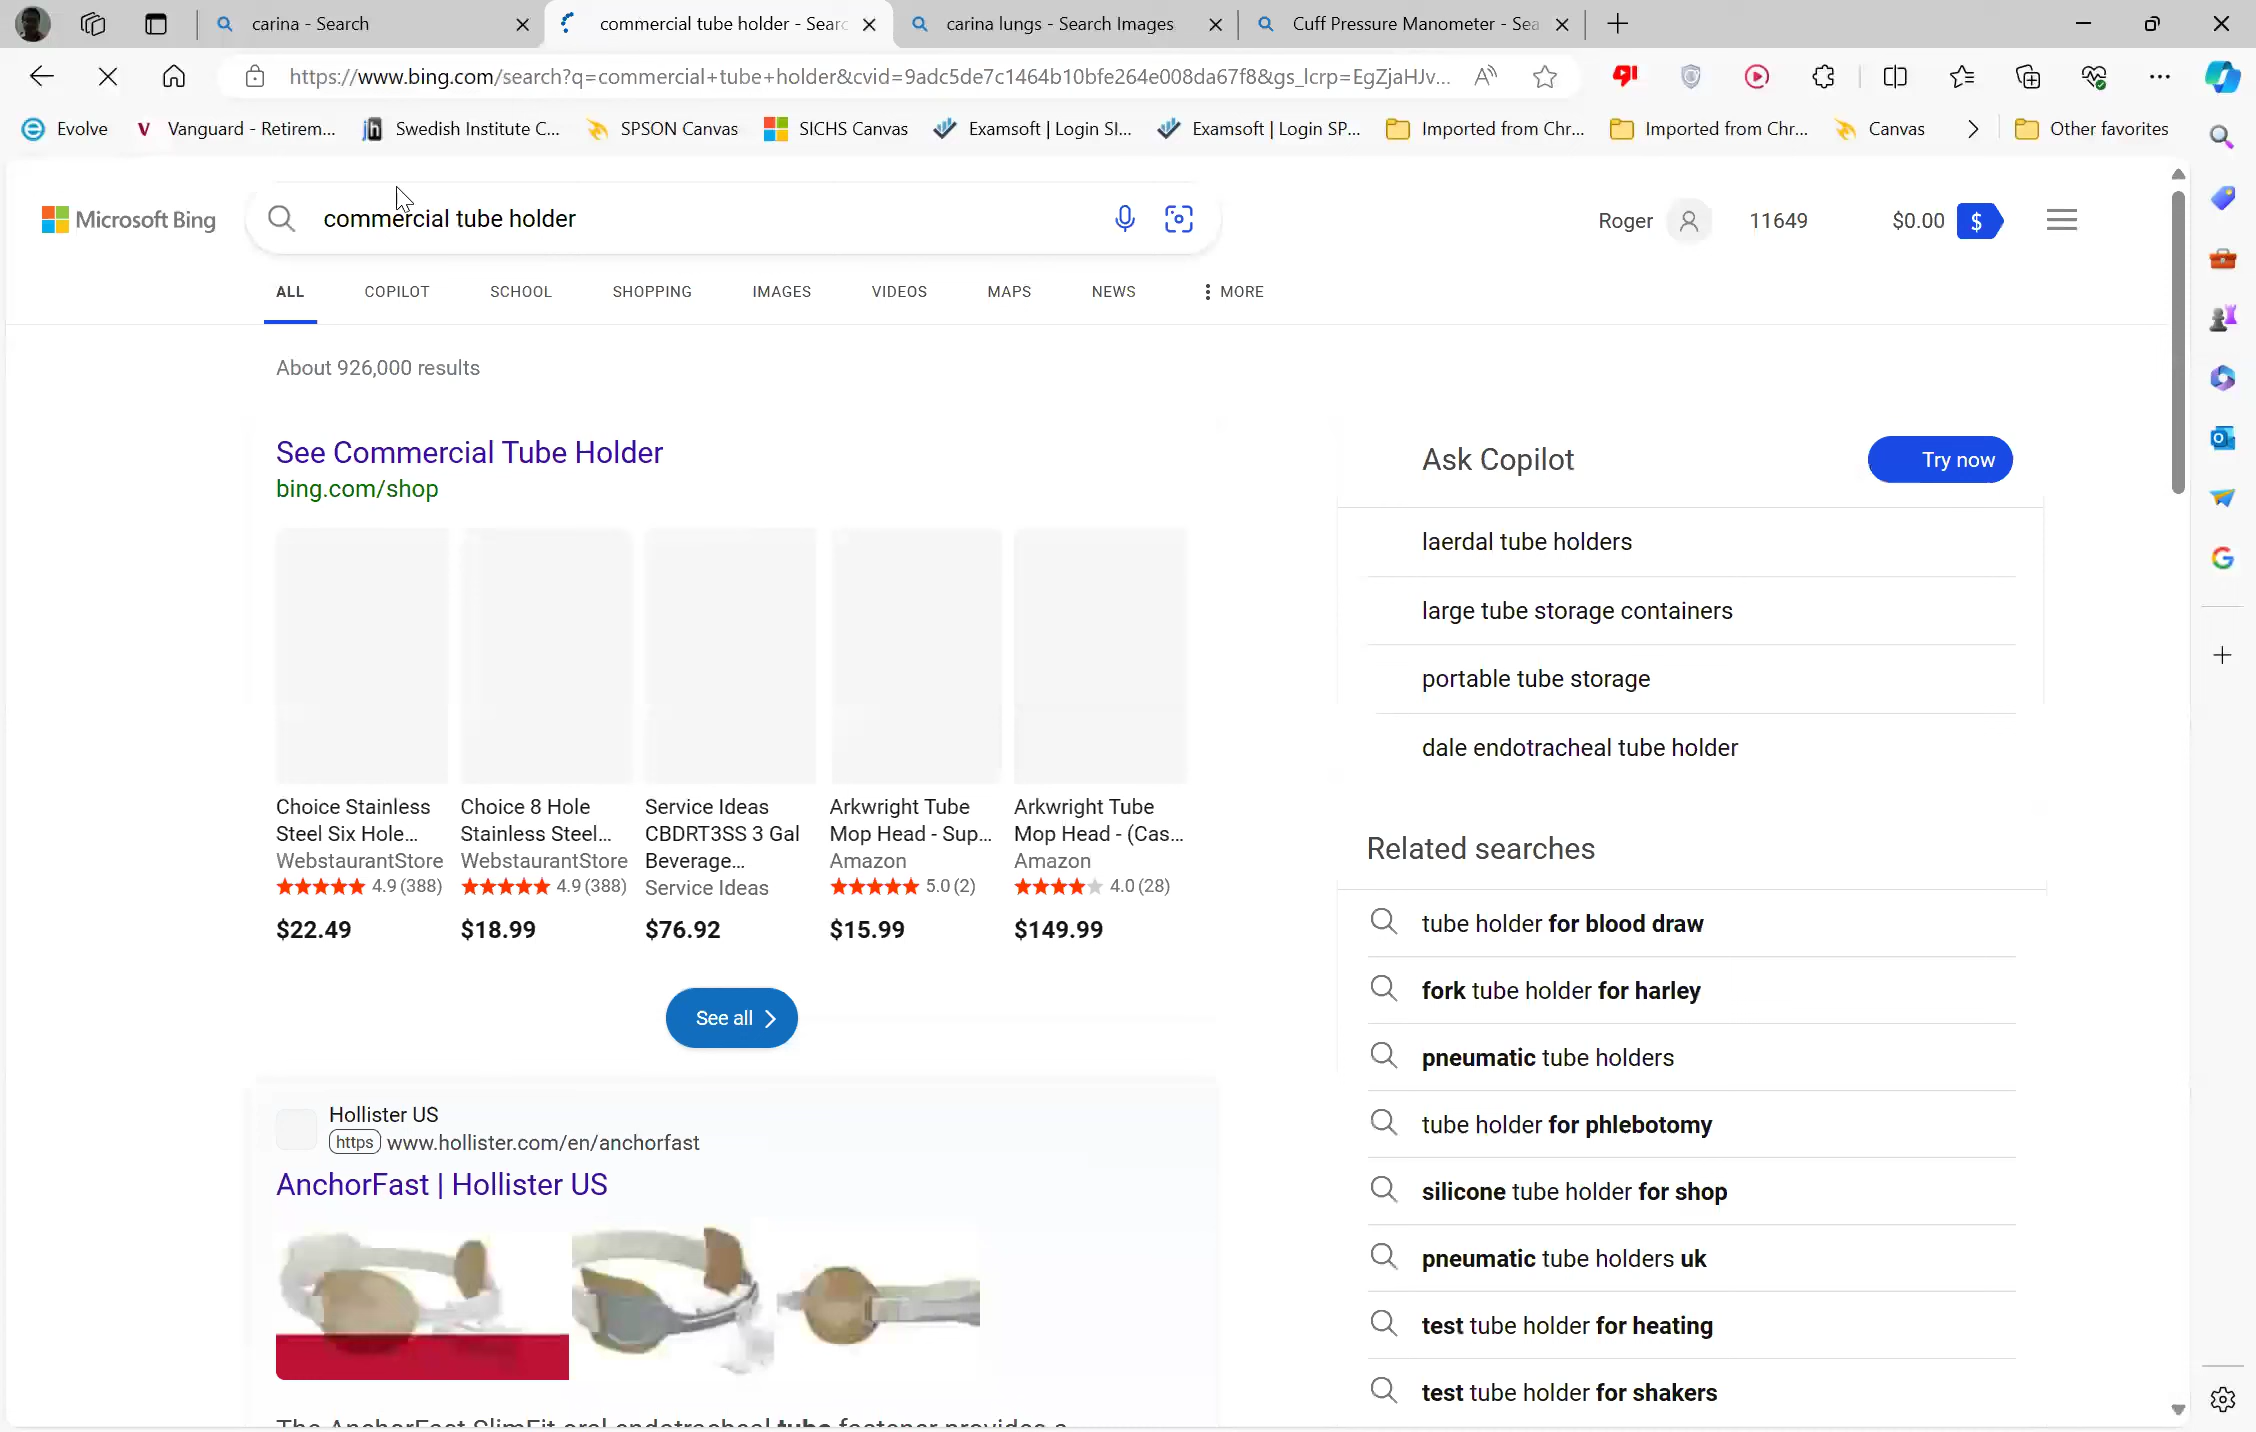 carina - Search
commercial tube holder - Searc
carina lungs - Search Images
Cuff Pressure Manometer - Sea
https://www.bing.com/search?q=commercial+tube+holder&cvid=9adc5de7c1464b10bfe264e008da67f8&gs_lcrp=EgZjaHJv...
Evolve
Vanguard - Retirem...
Swedish Institute C...
SPSON Canvas
SICHS Canvas
Examsoft | Login SI...
Examsoft | Login SP...
Imported from Chr...
Imported from Chr...
Canvas
Other favorites
Microsoft Bing
commercial tube holder
Roger
11649
$0.00
$
ALL
COPILOT
SCHOOL
SHOPPING
IMAGES
VIDEOS
MAPS
NEWS
MORE
About 926,000 results
See Commercial Tube Holder
bing.com/shop
Choice Stainless
Steel Six Hole...
WebstaurantStore
4.9 (388)
$22.49
Choice 8 Hole
Stainless Steel...
WebstaurantStore
4.9 (388)
$18.99
Service Ideas
CBDRT3SS 3 Gal
Beverage...
Service Ideas
$76.92
Arkwright Tube
Mop Head - Sup...
Amazon
5.0 (2)
$15.99
Arkwright Tube
Mop Head - (Cas...
Amazon
4.0 (28)
$149.99
See all
Hollister US
https www.hollister.com/en/anchorfast
AnchorFast | Hollister US
The AnchorFast SlimFit oral endotracheal tube fastener provides a
Ask Copilot
Try now
laerdal tube holders
large tube storage containers
portable tube storage
dale endotracheal tube holder
Related searches
tube holder for blood draw
fork tube holder for harley
pneumatic tube holders
tube holder for phlebotomy
silicone tube holder for shop
pneumatic tube holders uk
test tube holder for heating
test tube holder for shakers